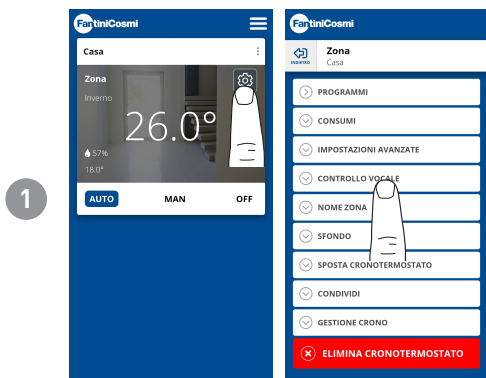 1
FantiniCosmi
Casa
Zona
Inverno
26.0°
57%
18.0°
AUTO MAN OFF
FantiniCosmi
INDIETRO
Zona
Casa
PROGRAMMI
CONSUMI
IMPOSTAZIONI AVANZATE
CONTROLLO VOCALE
NOME ZONA
SFONDO
SPOSTA CRONOTERMOSTATO
CONDIVIDI
GESTIONE CRONO
ELIMINA CRONOTERMOSTATO